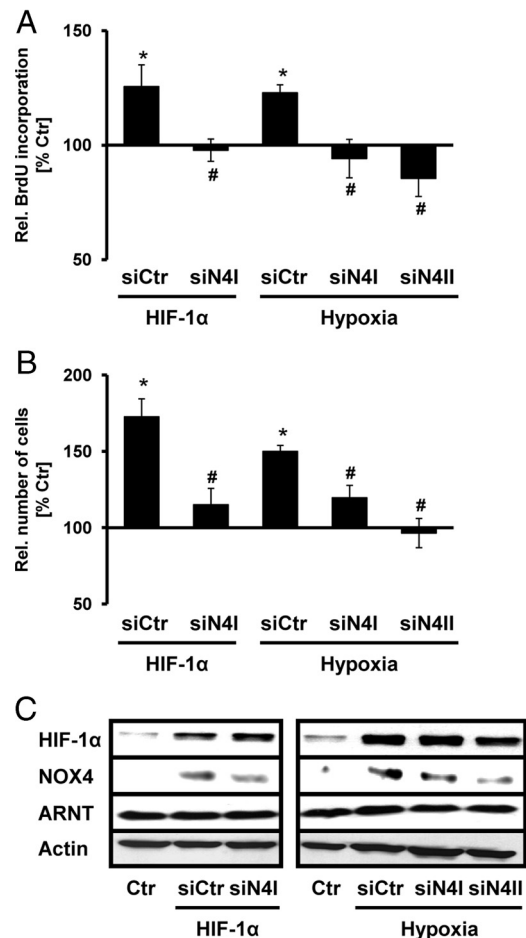 A
Rel. BrdU incorporation
[% Ctr]
150
100
50
*
#
*
#
#
siCtr siN4I siCtr siN4I siN4II
HIF-1α Hypoxia
B
Rel. number of cells
[% Ctr]
200
150
100
50
*
#
*
#
#
siCtr siN4I siCtr siN4I siN4II
HIF-1α Hypoxia
C
HIF-1α
NOX4
ARNT
Actin
Ctr siCtr siN4I Ctr siCtr siN4I siN4II
HIF-1α Hypoxia